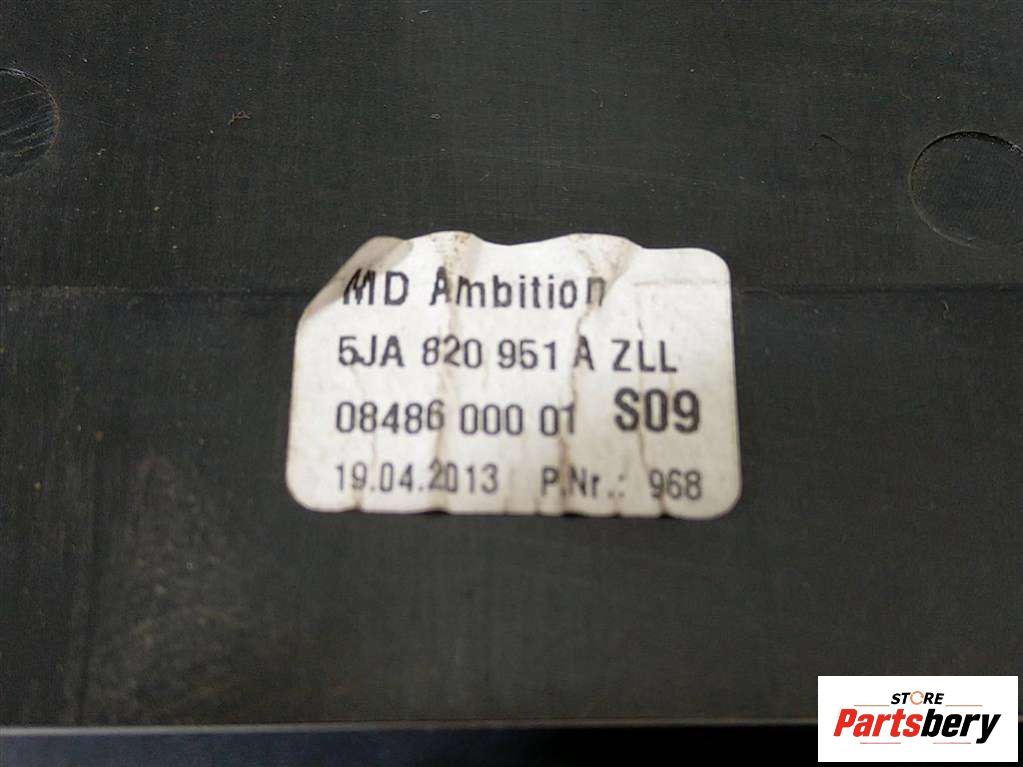 MD Ambition
5JA 820 951 A ZLL
08486 000 01 S09
19.04.2013 P.Nr.: 968
STORE
Partsbery